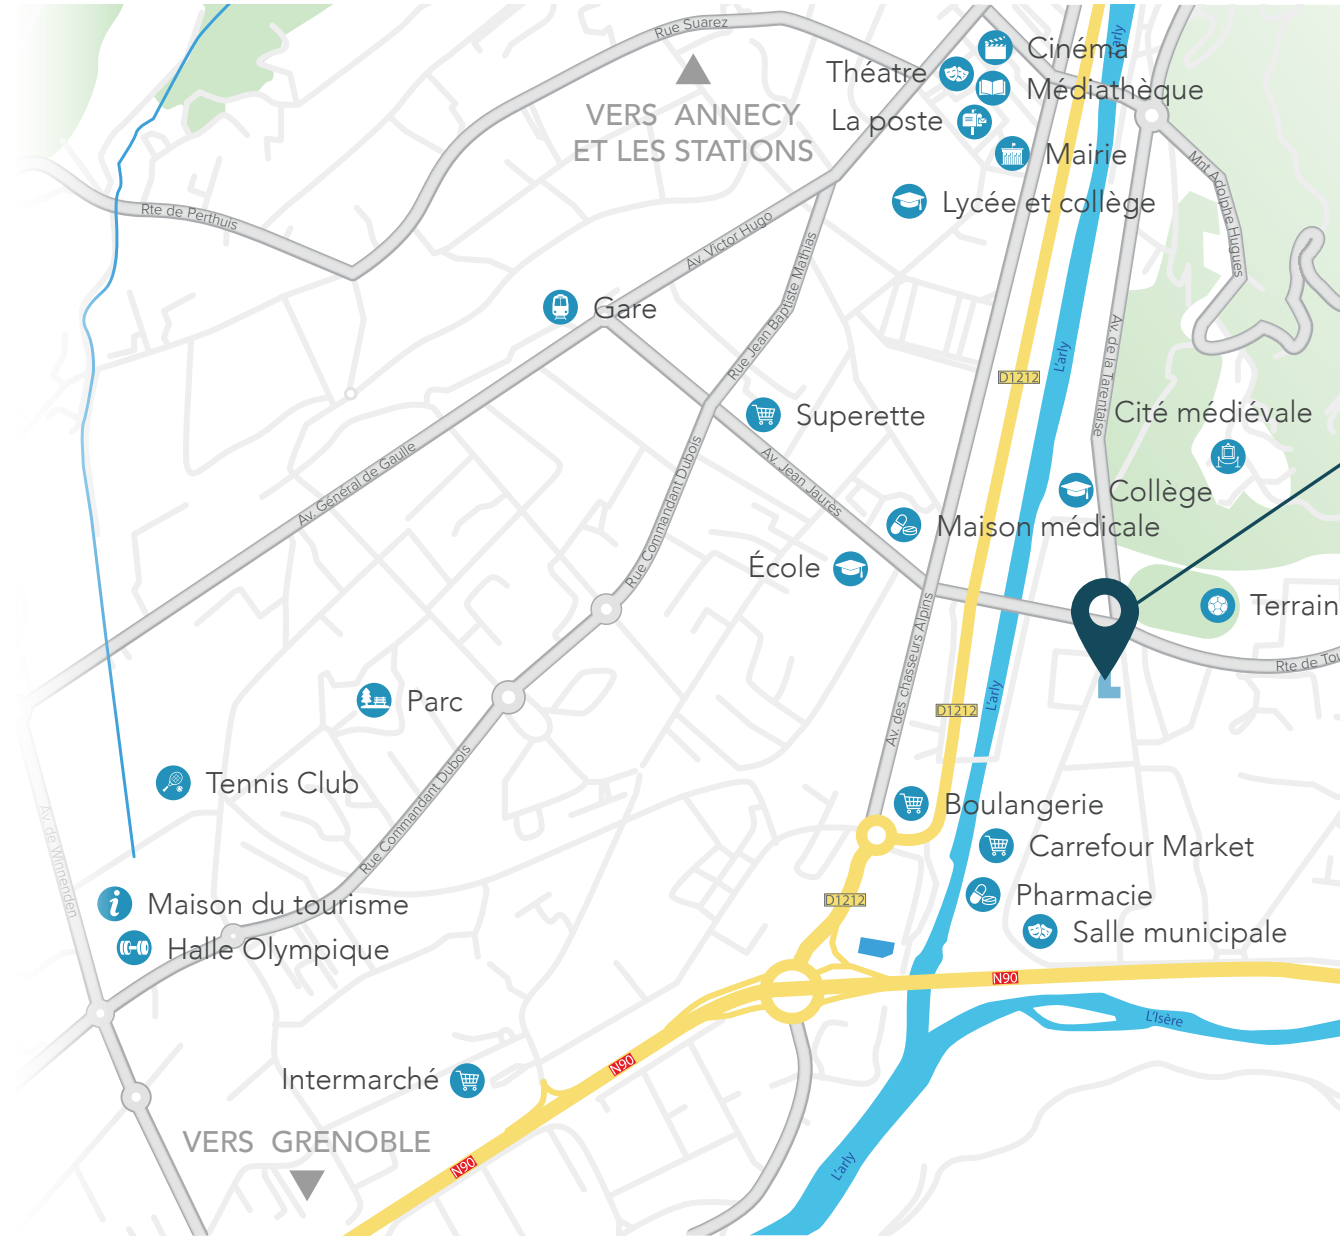 Rue Suarez
Cinéma
L'arly
Théatre
Médiathèque
VERS ANNECY
ET LES STATIONS
La poste
Mairie
Mnt Adolphe Hugues
Rte de Perthuis
Lycée et collège
Av. Victor Hugo
Rue Jean Baptiste Mathias
Gare
L'arly
Av. de la Tarentaise
D1212
Superette
Cité médiévale
Av. Général de Gaulle
Rue Commandant Dubois
Av. Jean Jaurès
Collège
Maison médicale
École
Terrain
Av. des chasseurs Alpins
Rte de Tou
Parc
L'arly
D1212
Tennis Club
Rue Commandant Dubois
Boulangerie
Av. de Winnenden
Carrefour Market
D1212
Pharmacie
Maison du tourisme
Salle municipale
Halle Olympique
N90
L'Isère
N90
Intermarché
VERS GRENOBLE
N90
L'arly